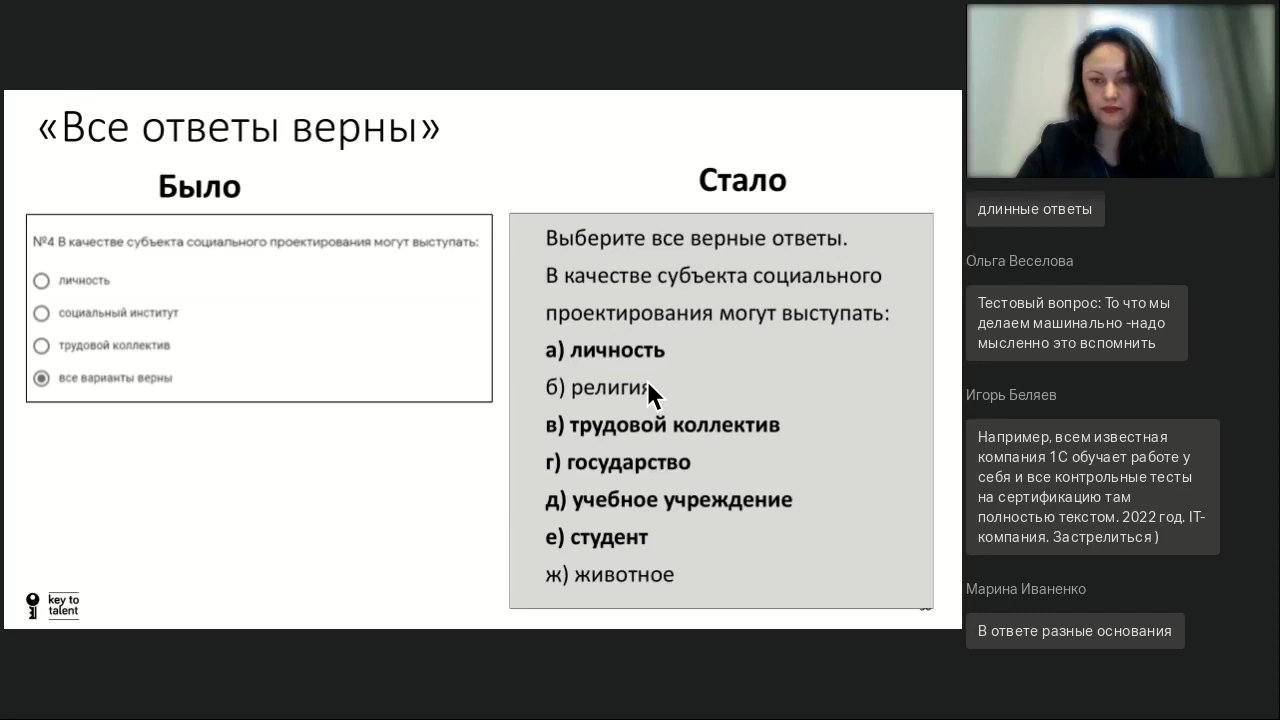 «Все ответы верны»
Было
№4 В качестве субъекта социального проектирования могут выступать:
личность
социальный институт
трудовой коллектив
все варианты верны
Стало
Выберите все верные ответы.
В качестве субъекта социального
проектирования могут выступать:
а) личность
б) религия
в) трудовой коллектив
г) государство
д) учебное учреждение
е) студент
ж) животное
key to
talent
длинные ответы
Ольга Веселова
Тестовый вопрос: То что мы
делаем машинально -надо
мысленно это вспомнить
Игорь Беляев
Например, всем известная
компания 1С обучает работе у
себя и все контрольные тесты
на сертификацию там
полностью текстом. 2022 год. IT-
компания. Застрелиться )
Марина Иваненко
В ответе разные основания